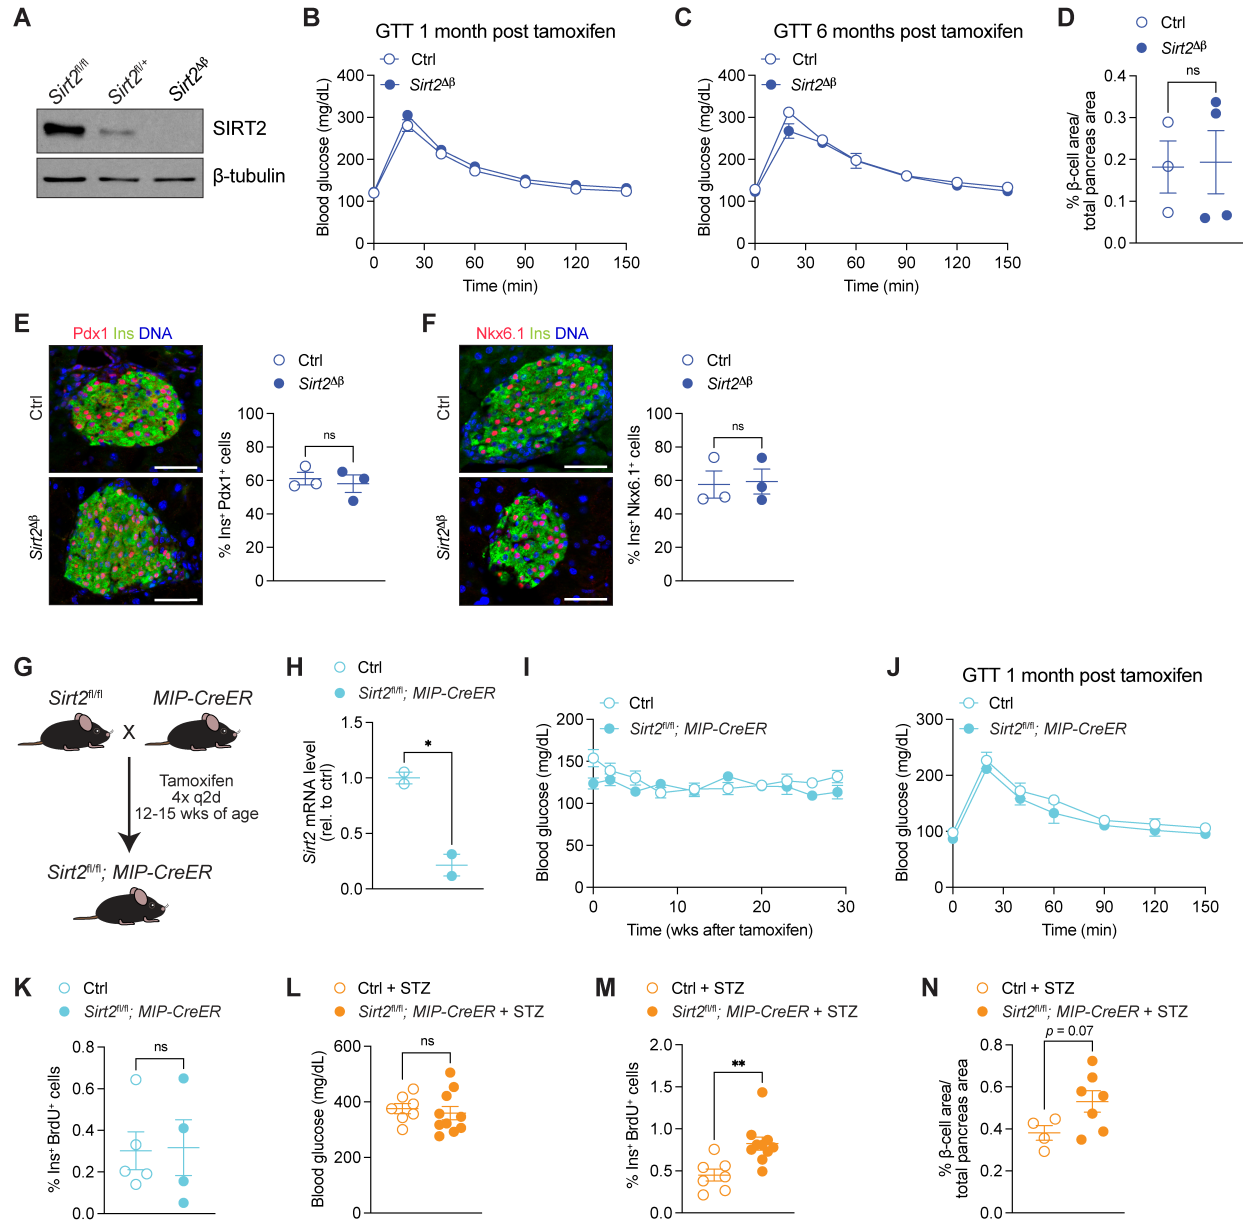 A
Sirt2fl/fl
Sirt2fl/+
Sirt2Δβ
SIRT2
β-tubulin
B
GTT 1 month post tamoxifen
Ctrl
Sirt2Δβ
Blood glucose (mg/dL)
400
300
200
100
0
0 30 60 90 120 150
Time (min)
C
GTT 6 months post tamoxifen
Ctrl
Sirt2Δβ
Blood glucose (mg/dL)
400
300
200
100
0
0 30 60 90 120 150
Time (min)
D
Ctrl
Sirt2Δβ
ns
% β-cell area/
total pancreas area
0.4
0.3
0.2
0.1
0.0
E
Pdx1 Ins DNA
Ctrl
Sirt2Δβ
Ctrl
Sirt2Δβ
ns
% Ins+ Pdx1+ cells
100
80
60
40
20
0
F
Nkx6.1 Ins DNA
Ctrl
Sirt2Δβ
Ctrl
Sirt2Δβ
ns
% Ins+ Nkx6.1+ cells
100
80
60
40
20
0
G
Sirt2fl/fl
MIP-CreER
X
Tamoxifen
4x q2d
12-15 wks of age
Sirt2fl/fl; MIP-CreER
H
Ctrl
Sirt2fl/fl; MIP-CreER
*
Sirt2 mRNA level
(rel. to ctrl)
1.5
1.0
0.5
0.0
I
Ctrl
Sirt2fl/fl; MIP-CreER
Blood glucose (mg/dL)
200
150
100
50
0
0 10 20 30
Time (wks after tamoxifen)
J
GTT 1 month post tamoxifen
Ctrl
Sirt2fl/fl; MIP-CreER
Blood glucose (mg/dL)
300
200
100
0
0 30 60 90 120 150
Time (min)
K
Ctrl
Sirt2fl/fl; MIP-CreER
ns
% Ins+ BrdU+ cells
0.8
0.6
0.4
0.2
0.0
L
Ctrl + STZ
Sirt2fl/fl; MIP-CreER + STZ
ns
Blood glucose (mg/dL)
600
400
200
0
M
Ctrl + STZ
Sirt2fl/fl; MIP-CreER + STZ
**
% Ins+ BrdU+ cells
2.0
1.5
1.0
0.5
0.0
N
Ctrl + STZ
Sirt2fl/fl; MIP-CreER + STZ
p = 0.07
% β-cell area/
total pancreas area
0.8
0.6
0.4
0.2
0.0